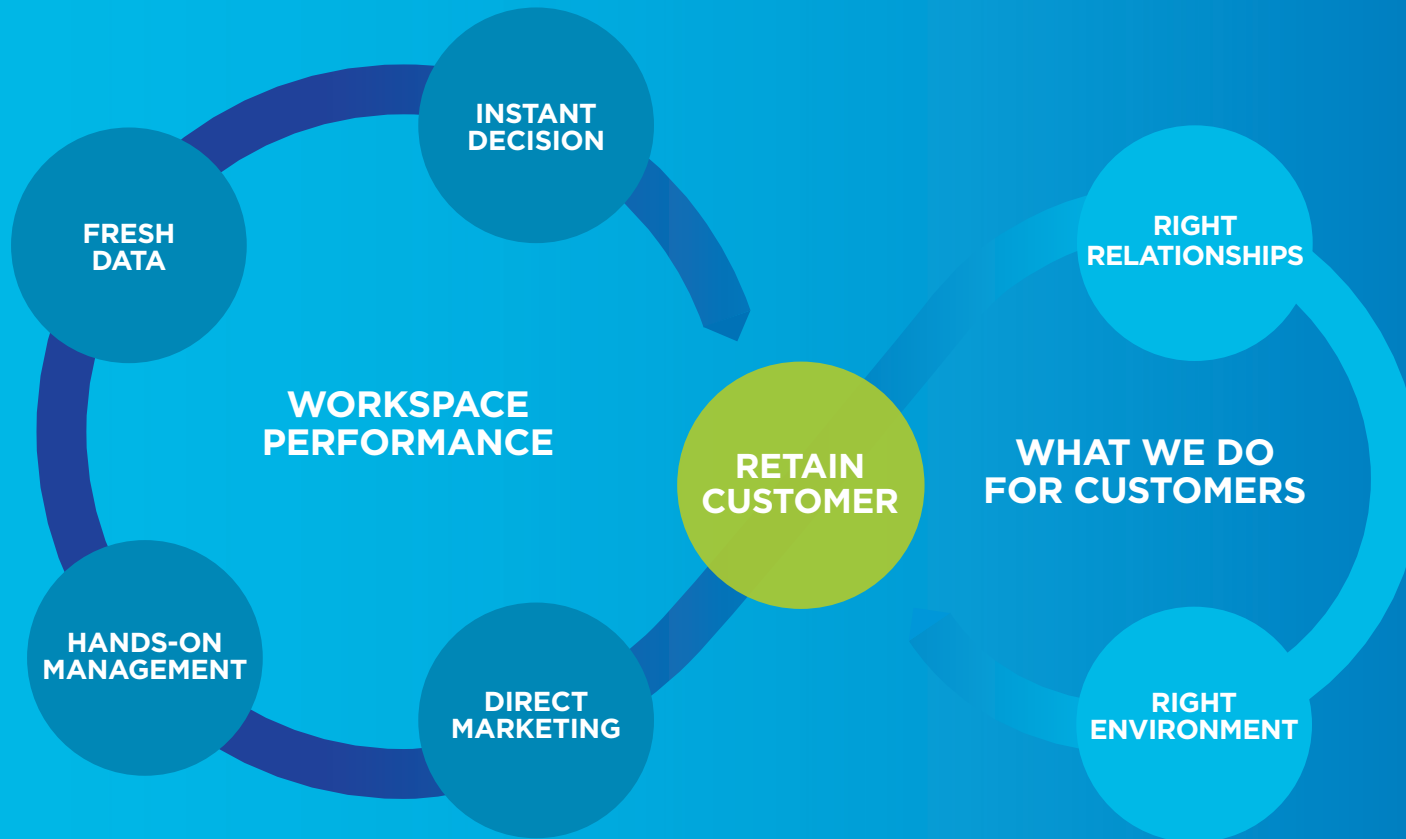 INSTANT
DECISION
FRESH
DATA
WORKSPACE
PERFORMANCE
HANDS-ON
MANAGEMENT
DIRECT
MARKETING
RETAIN
CUSTOMER
RIGHT
RELATIONSHIPS
WHAT WE DO
FOR CUSTOMERS
RIGHT
ENVIRONMENT